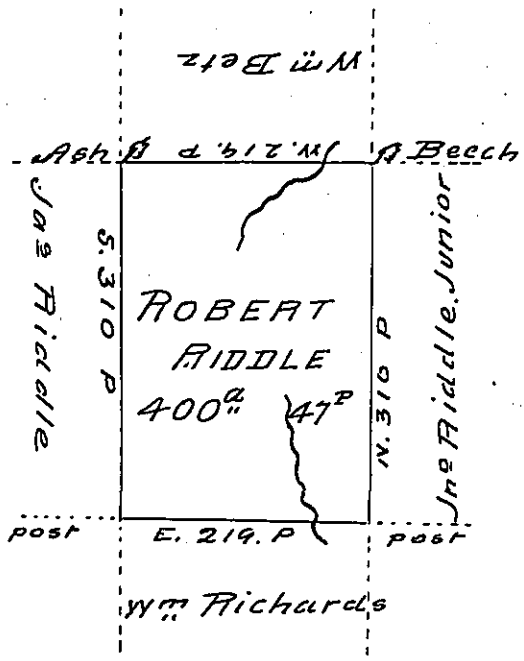 Wm Betz
Ash
W. 219. P
Beech
Jas Riddle
S. 310 P
ROBERT
RIDDLE
400a 47P
N. 310 P
Jno Riddle. Junior
post
E. 219. P
post
Wm Richards